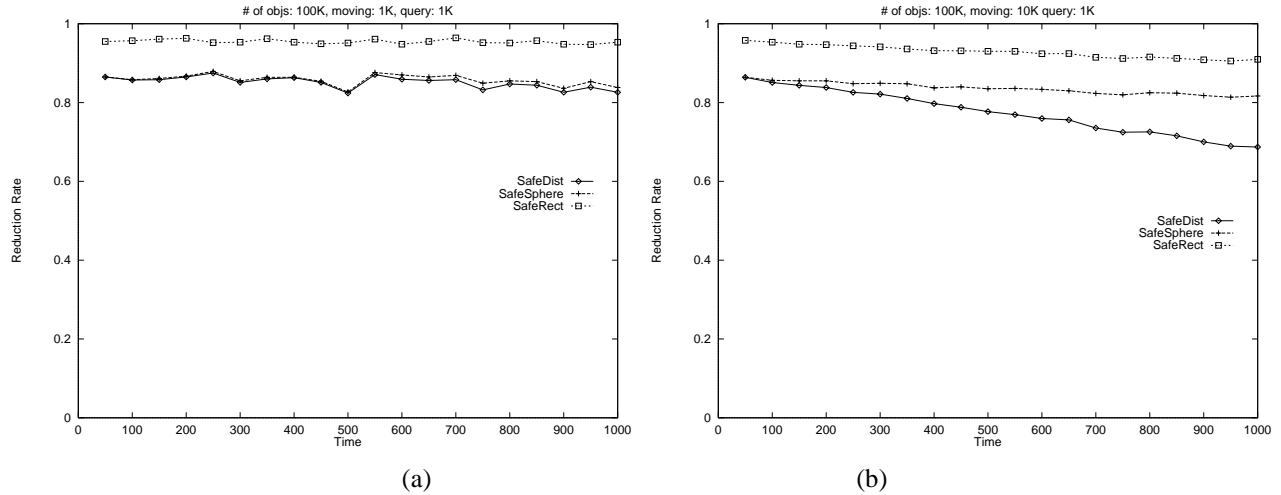 # of objs: 100K, moving: 1K, query: 1K
1
0.8
0.6
0.4
0.2
0
Reduction Rate
SafeDist
SafeSphere
SafeRect
100 200 300 400 500 600 700 800 900 1000
Time
(a)
# of objs: 100K, moving: 10K query: 1K
1
0.8
0.6
0.4
0.2
0
Reduction Rate
SafeDist
SafeSphere
SafeRect
100 200 300 400 500 600 700 800 900 1000
Time
(b)